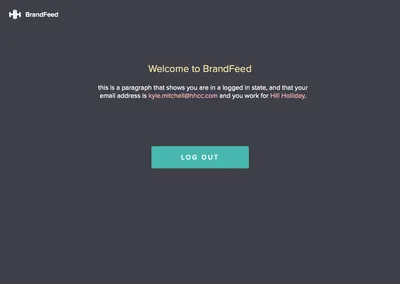 BrandFeed
Welcome to BrandFeed
this is a paragraph that shows you are in a logged in state, and that your
email address is kyle.mitchell@hhcc.com and you work for Hill Holliday.
LOG OUT